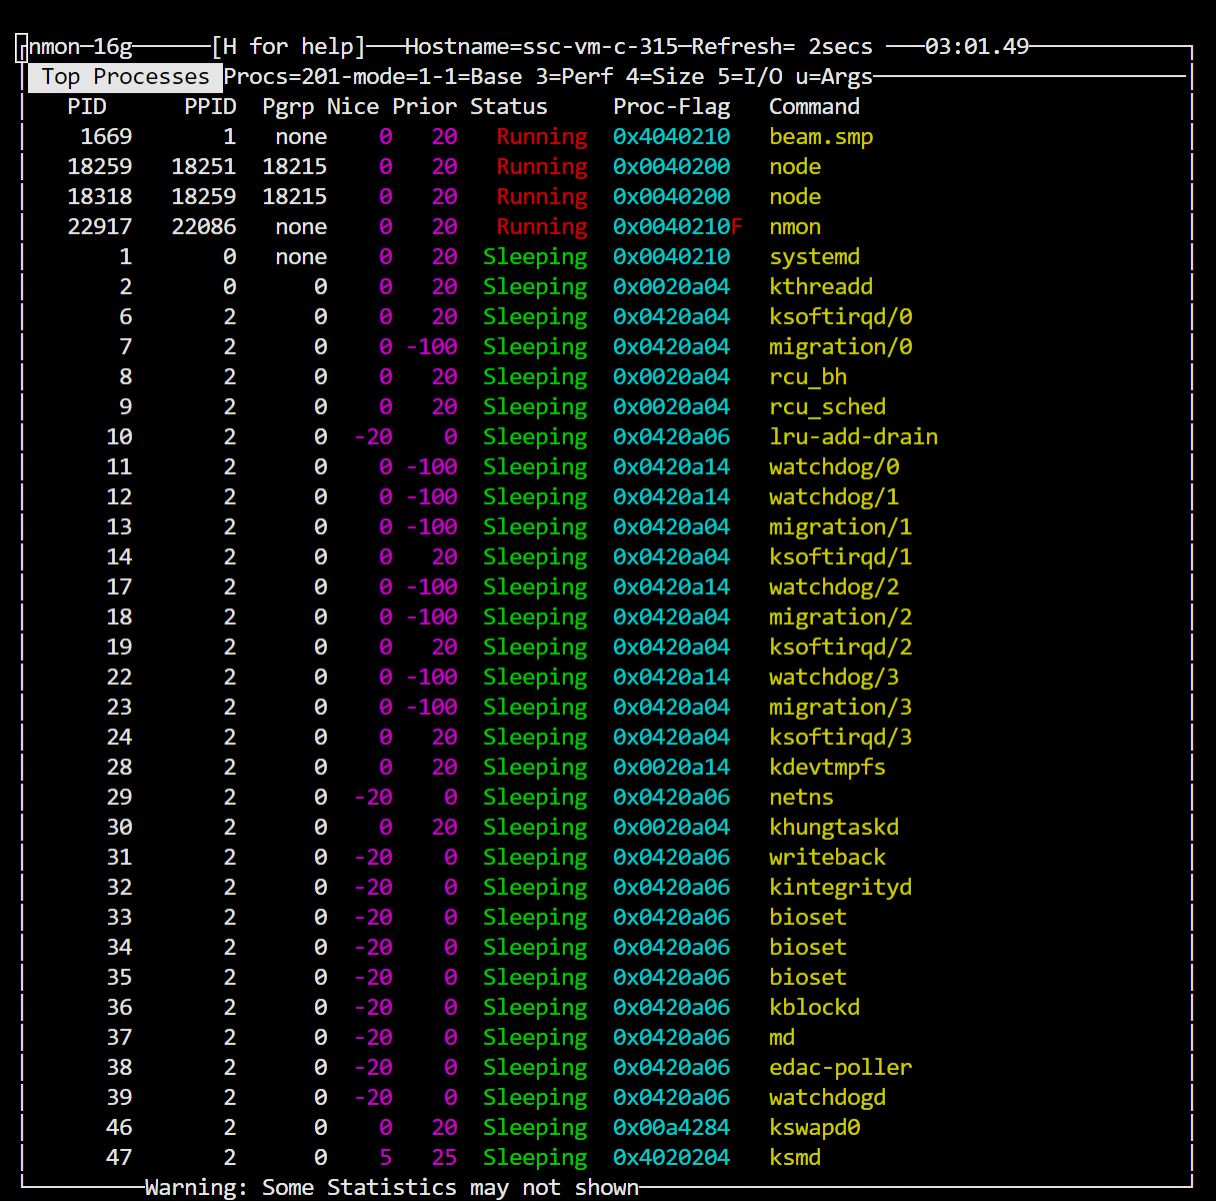 nmon─16g──────[H for help]───Hostname=ssc-vm-c-315─Refresh= 2secs ───03:01.49
Top Processes Procs=201-mode=1-1=Base 3=Perf 4=Size 5=I/O u=Args
PID PPID Pgrp Nice Prior Status Proc-Flag Command
1669 1 none 0 20 Running 0x4040210 beam.smp
18259 18251 18215 0 20 Running 0x0040200 node
18318 18259 18215 0 20 Running 0x0040200 node
22917 22086 none 0 20 Running 0x0040210F nmon
1 0 none 0 20 Sleeping 0x0040210 systemd
2 0 0 0 20 Sleeping 0x0020a04 kthreadd
6 2 0 0 20 Sleeping 0x0420a04 ksoftirqd/0
7 2 0 0 -100 Sleeping 0x0420a04 migration/0
8 2 0 0 20 Sleeping 0x0020a04 rcu_bh
9 2 0 0 20 Sleeping 0x0020a04 rcu_sched
10 2 0 -20 0 Sleeping 0x0420a06 lru-add-drain
11 2 0 0 -100 Sleeping 0x0420a14 watchdog/0
12 2 0 0 -100 Sleeping 0x0420a14 watchdog/1
13 2 0 0 -100 Sleeping 0x0420a04 migration/1
14 2 0 0 20 Sleeping 0x0420a04 ksoftirqd/1
17 2 0 0 -100 Sleeping 0x0420a14 watchdog/2
18 2 0 0 -100 Sleeping 0x0420a04 migration/2
19 2 0 0 20 Sleeping 0x0420a04 ksoftirqd/2
22 2 0 0 -100 Sleeping 0x0420a14 watchdog/3
23 2 0 0 -100 Sleeping 0x0420a04 migration/3
24 2 0 0 20 Sleeping 0x0420a04 ksoftirqd/3
28 2 0 0 20 Sleeping 0x0020a14 kdevtmpfs
29 2 0 -20 0 Sleeping 0x0420a06 netns
30 2 0 0 20 Sleeping 0x0020a04 khungtaskd
31 2 0 -20 0 Sleeping 0x0420a06 writeback
32 2 0 -20 0 Sleeping 0x0420a06 kintegrityd
33 2 0 -20 0 Sleeping 0x0420a06 bioset
34 2 0 -20 0 Sleeping 0x0420a06 bioset
35 2 0 -20 0 Sleeping 0x0420a06 bioset
36 2 0 -20 0 Sleeping 0x0420a06 kblockd
37 2 0 -20 0 Sleeping 0x0420a06 md
38 2 0 -20 0 Sleeping 0x0420a06 edac-poller
39 2 0 -20 0 Sleeping 0x0420a06 watchdogd
46 2 0 0 20 Sleeping 0x00a4284 kswapd0
47 2 0 5 25 Sleeping 0x4020204 ksmd
Warning: Some Statistics may not shown